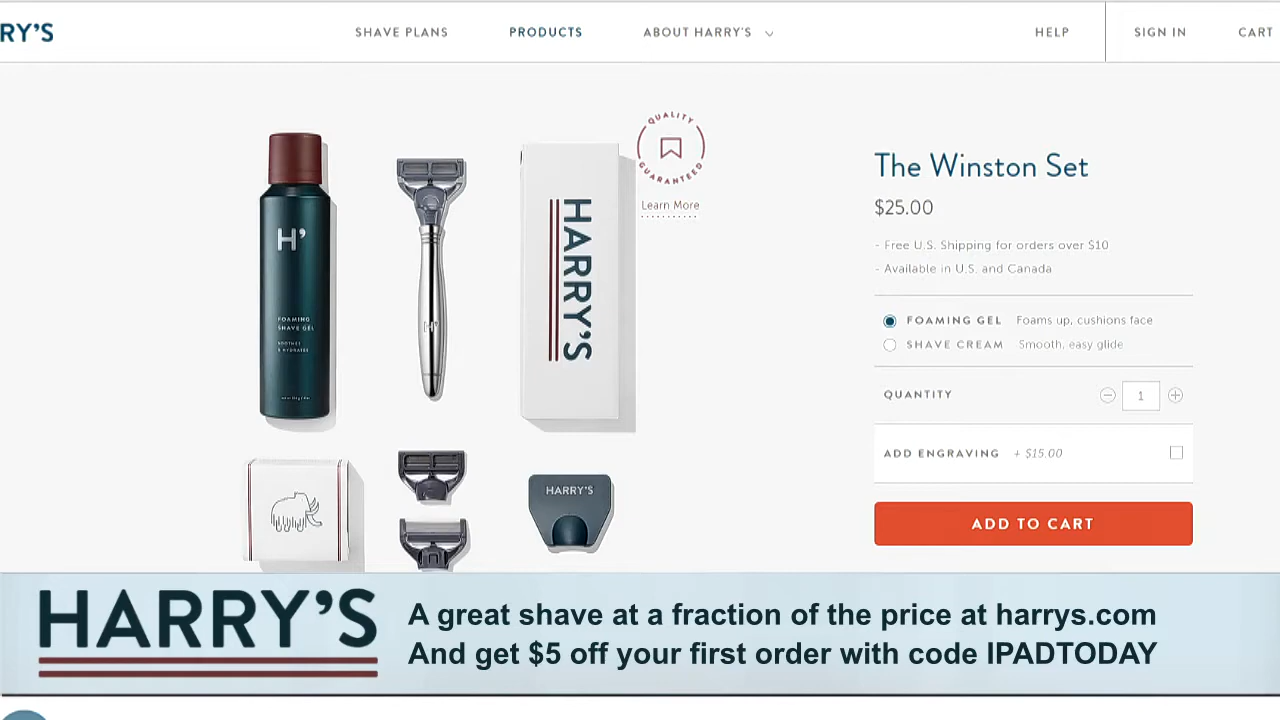 RY'S
SHAVE PLANS
PRODUCTS
ABOUT HARRY'S
HELP
SIGN IN
CART
QUALITY
GUARANTEED
Learn More
H'
FOAMING
SHAVE GEL
SOOTHES
& HYDRATES
H'
HARRY'S
HARRY'S
The Winston Set
$25.00
- Free U.S. Shipping for orders over $10
- Available in U.S. and Canada
FOAMING GEL Foams up, cushions face
SHAVE CREAM Smooth, easy glide
QUANTITY 1
ADD ENGRAVING + $15.00
ADD TO CART
HARRY'S
A great shave at a fraction of the price at harrys.com
And get $5 off your first order with code IPADTODAY